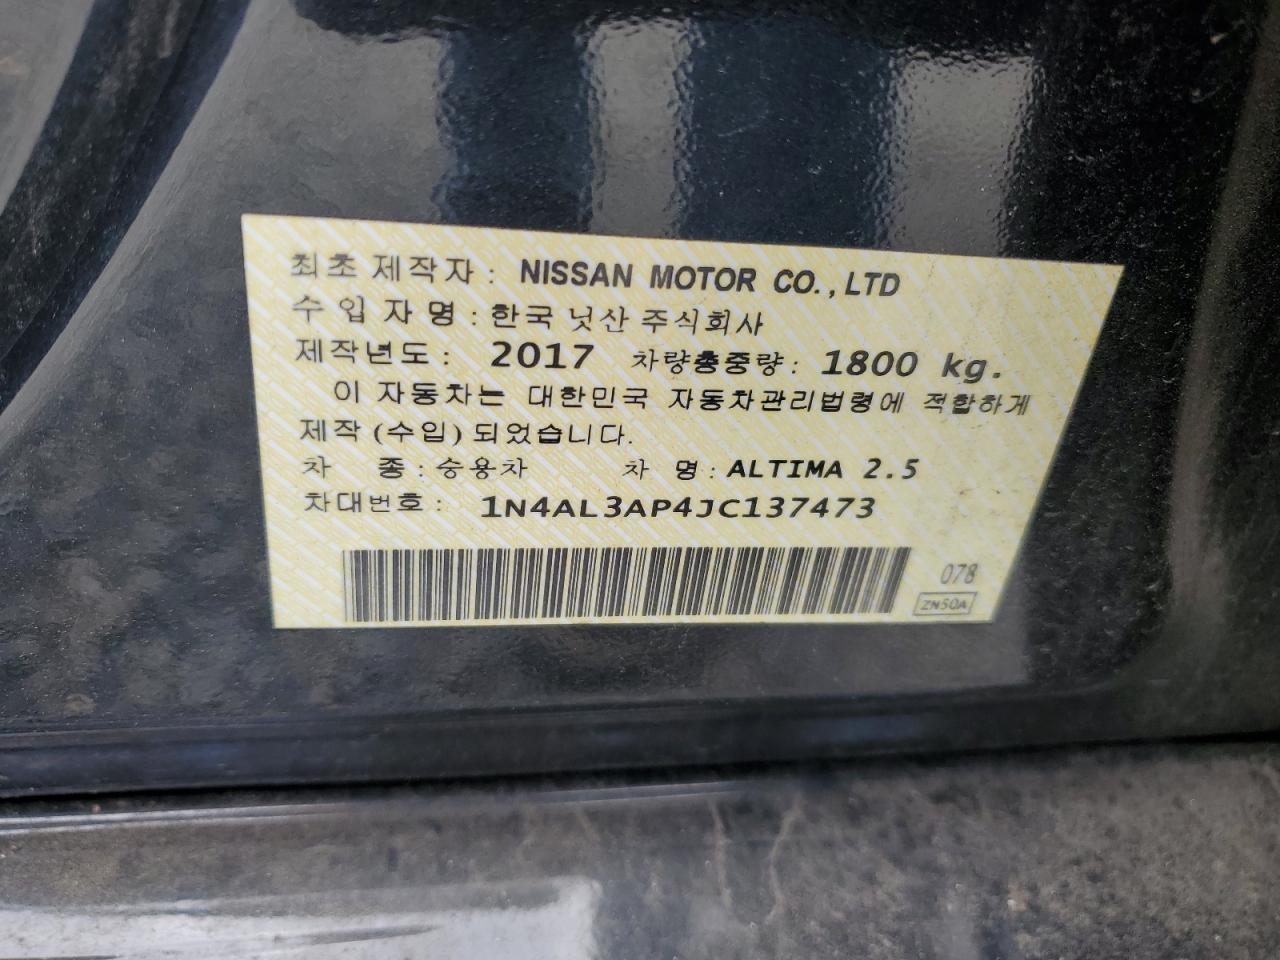 최초제작자 : NISSAN MOTOR CO., LTD
수입자명 : 한국닛산주식회사
제작년도 : 2017 차량총중량 : 1800 kg.
이 자동차는 대한민국 자동차관리법령에 적합하게
제작(수입)되었습니다.
차 종 : 승용차 차 명 : ALTIMA 2.5
차대번호 : 1N4AL3AP4JC137473
078
ZN50A